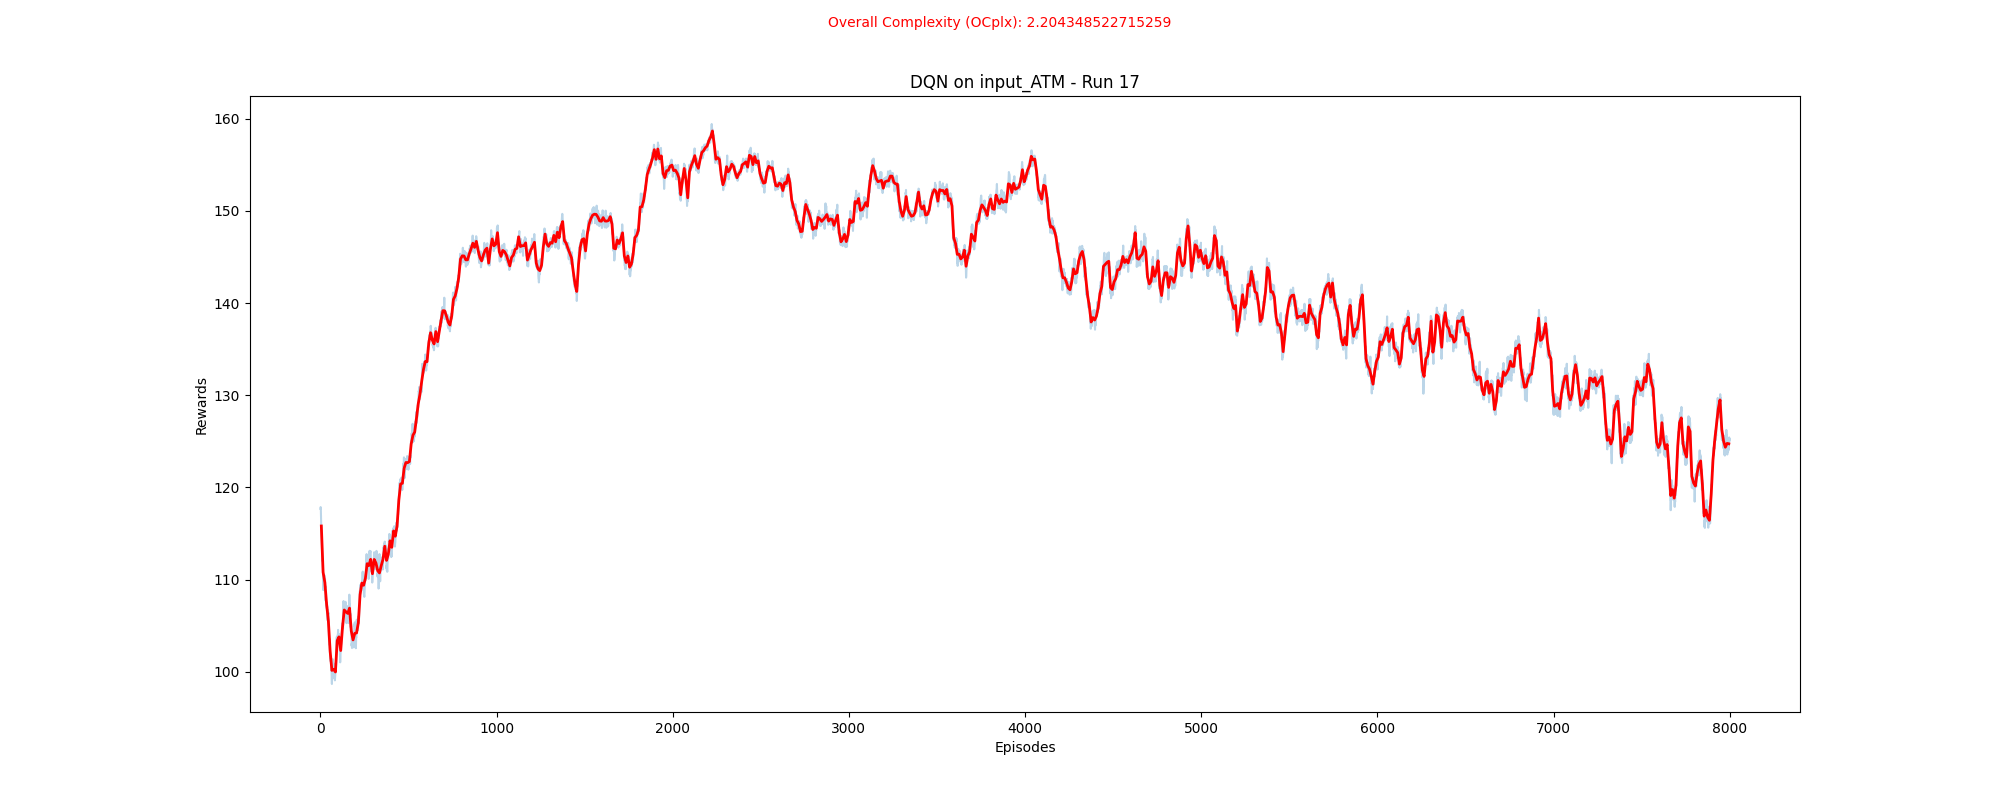 Overall Complexity (OCplx): 2.204348522715259
DQN on input_ATM - Run 17
160
150
140
130
120
110
100
Rewards
0 1000 2000 3000 4000 5000 6000 7000 8000
Episodes